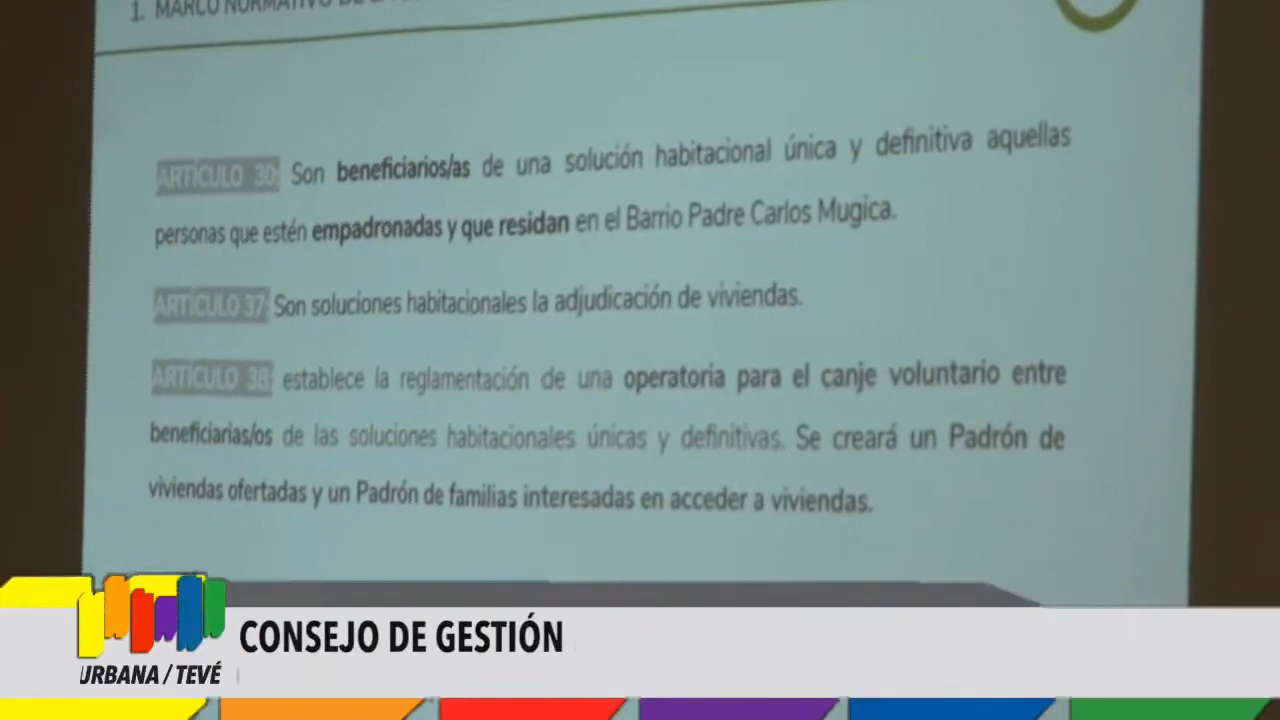 1. MARCO NORMATIVO DE
ARTÍCULO 30: Son beneficiarios/as de una solución habitacional única y definitiva aquellas
personas que estén empadronadas y que residan en el Barrio Padre Carlos Mugica.
ARTÍCULO 37: Son soluciones habitacionales la adjudicación de viviendas.
ARTÍCULO 38: establece la reglamentación de una operatoria para el canje voluntario entre
beneficiarias/os de las soluciones habitacionales únicas y definitivas. Se creará un Padrón de
viviendas ofertadas y un Padrón de familias interesadas en acceder a viviendas.
CONSEJO DE GESTIÓN
URBANA / TEVÉ